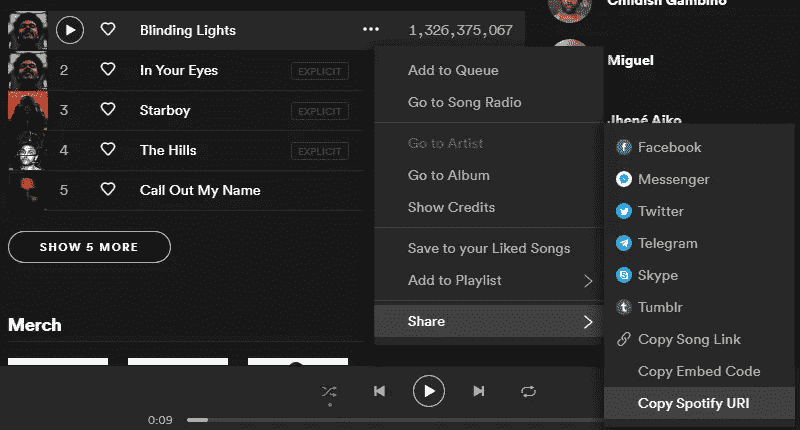 Blinding Lights ••• 1,326,375,067
2 In Your Eyes EXPLICIT
3 Starboy EXPLICIT
4 The Hills EXPLICIT
5 Call Out My Name
SHOW 5 MORE
Merch
0:09
Add to Queue
Go to Song Radio
Go to Artist
Go to Album
Show Credits
Save to your Liked Songs
Add to Playlist
Share
Childish Gambino
Miguel
Jhené Aiko
Facebook
Messenger
Twitter
Telegram
Skype
Tumblr
Copy Song Link
Copy Embed Code
Copy Spotify URI